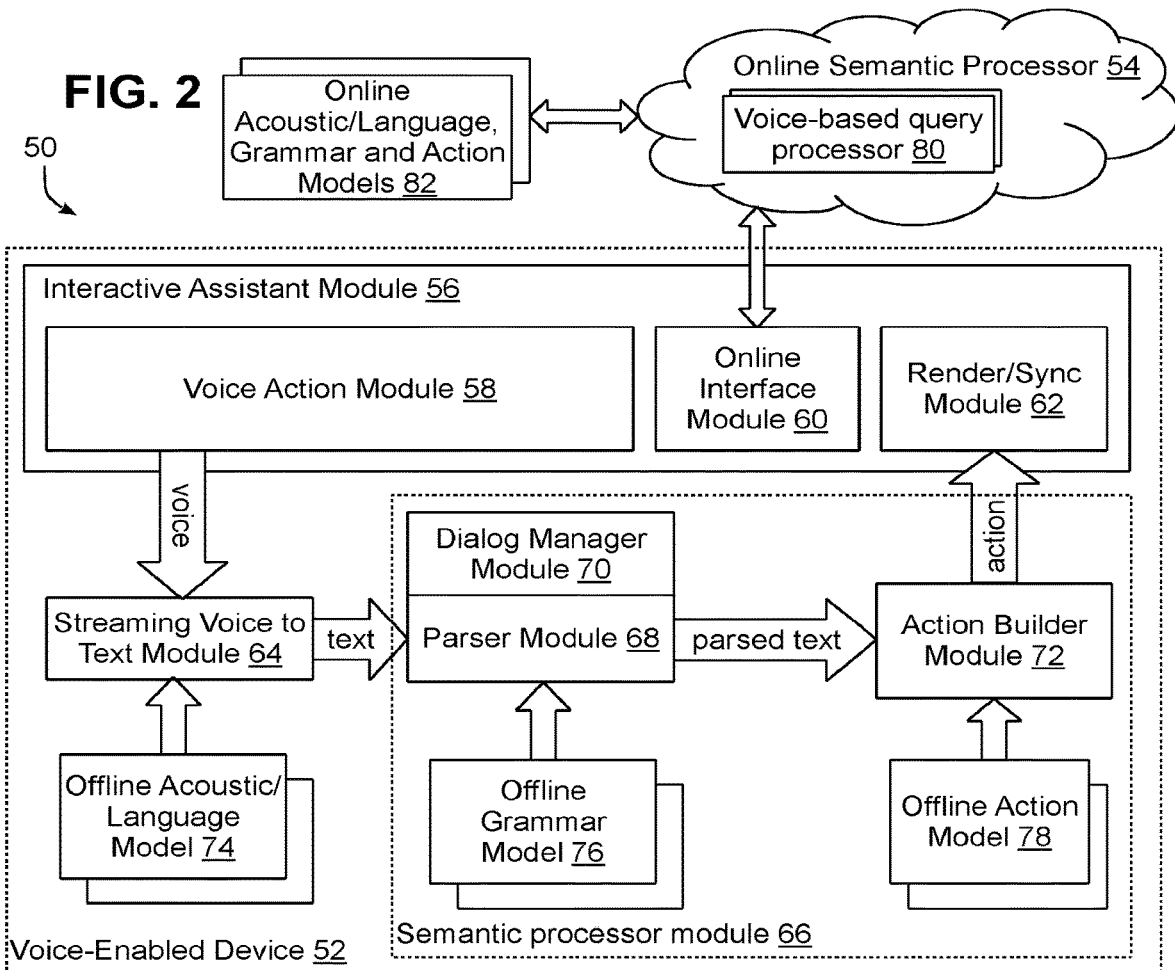 FIG. 2
50
Online
Acoustic/Language,
Grammar and Action
Models 82
Online Semantic Processor 54
Voice-based query
processor 80
Interactive Assistant Module 56
Voice Action Module 58
Online
Interface
Module 60
Render/Sync
Module 62
voice
action
Dialog Manager
Module 70
Streaming Voice to
Text Module 64
text
Parser Module 68
parsed text
Action Builder
Module 72
Offline Acoustic/
Language
Model 74
Offline
Grammar
Model 76
Offline Action
Model 78
Voice-Enabled Device 52
Semantic processor module 66